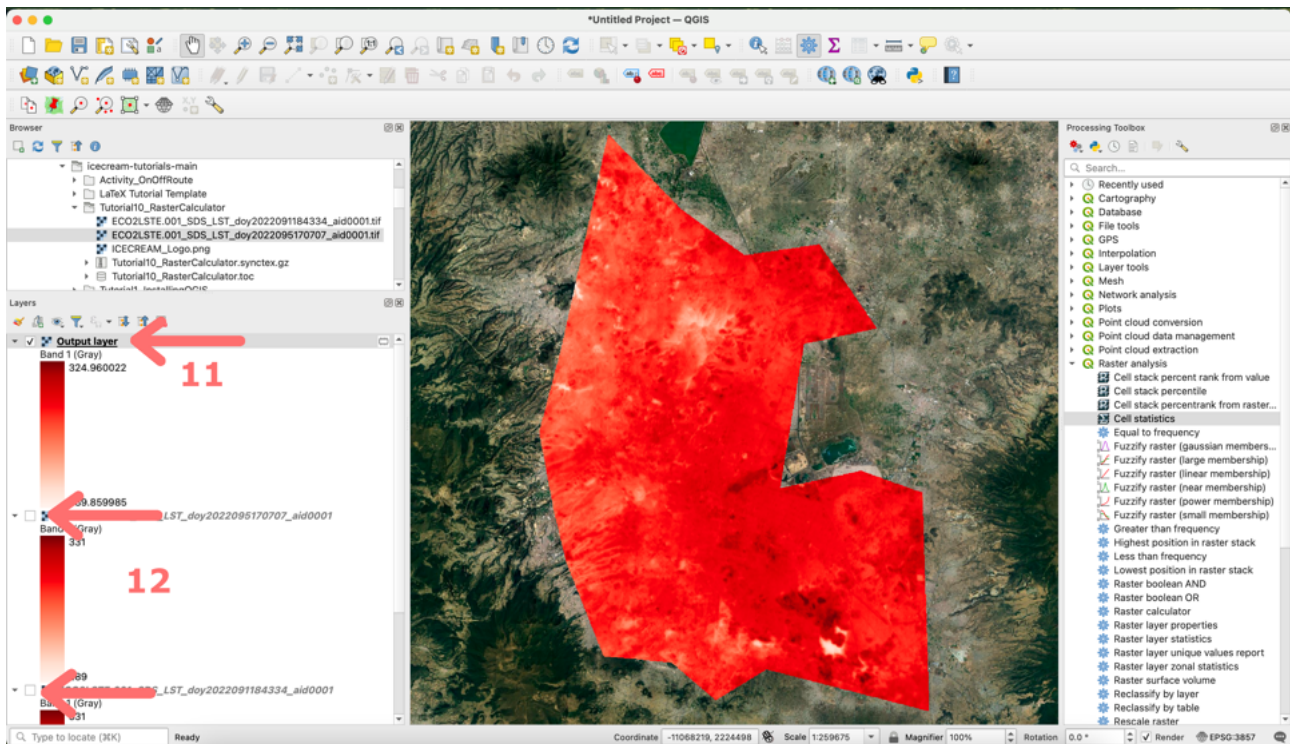 *Untitled Project — QGIS
Browser
icecream-tutorials-main
Activity_OnOffRoute
LaTeX Tutorial Template
Tutorial10_RasterCalculator
ECO2LSTE.001_SDS_LST_doy2022091184334_aid0001.tif
ECO2LSTE.001_SDS_LST_doy2022095170707_aid0001.tif
ICECREAM_Logo.png
Tutorial10_RasterCalculator.synctex.gz
Tutorial10_RasterCalculator.toc
Tutorial1_InstallingQGIS
Layers
Output layer
11
Band 1 (Gray)
324.960022
9.859985
_LST_doy2022095170707_aid0001
(Gray)
331
12
89
_LST_doy2022091184334_aid0001
(Gray)
331
Processing Toolbox
Search...
Recently used
Cartography
Database
File tools
GPS
Interpolation
Layer tools
Mesh
Network analysis
Plots
Point cloud conversion
Point cloud data management
Point cloud extraction
Raster analysis
Cell stack percent rank from value
Cell stack percentile
Cell stack percentrank from raster...
Cell statistics
Equal to frequency
Fuzzify raster (gaussian members...
Fuzzify raster (large membership)
Fuzzify raster (linear membership)
Fuzzify raster (near membership)
Fuzzify raster (power membership)
Fuzzify raster (small membership)
Greater than frequency
Highest position in raster stack
Less than frequency
Lowest position in raster stack
Raster boolean AND
Raster boolean OR
Raster calculator
Raster layer properties
Raster layer statistics
Raster layer unique values report
Raster layer zonal statistics
Raster surface volume
Reclassify by layer
Reclassify by table
Rescale raster
Type to locate (⌘K) Ready Coordinate -11068219, 2224498 Scale 1:259675 Magnifier 100% Rotation 0.0 ° Render EPSG:3857